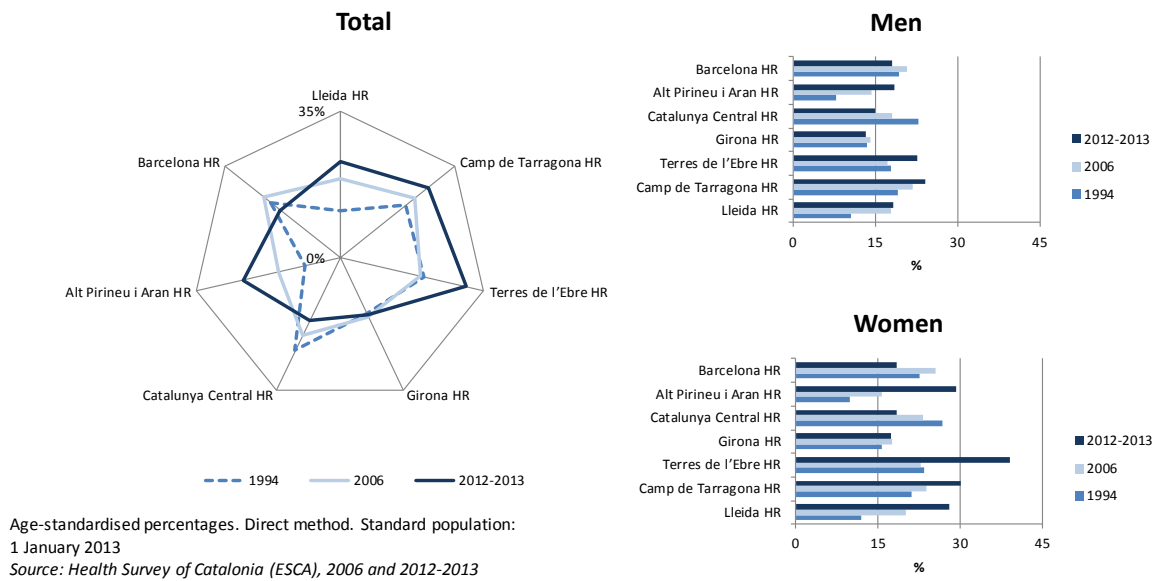 Total
Lleida HR
35%
Camp de Tarragona HR
Barcelona HR
0%
Terres de l’Ebre HR
Alt Pirineu i Aran HR
Girona HR
Catalunya Central HR
1994
2006
2012-2013
Age-standardised percentages. Direct method. Standard population:
1 January 2013
Source: Health Survey of Catalonia (ESCA), 2006 and 2012-2013
Men
Barcelona HR
Alt Pirineu i Aran HR
Catalunya Central HR
Girona HR
Terres de l’Ebre HR
Camp de Tarragona HR
Lleida HR
0 15 30 45
%
2012-2013
2006
1994
Women
Barcelona HR
Alt Pirineu i Aran HR
Catalunya Central HR
Girona HR
Terres de l’Ebre HR
Camp de Tarragona HR
Lleida HR
0 15 30 45
%
2012-2013
2006
1994